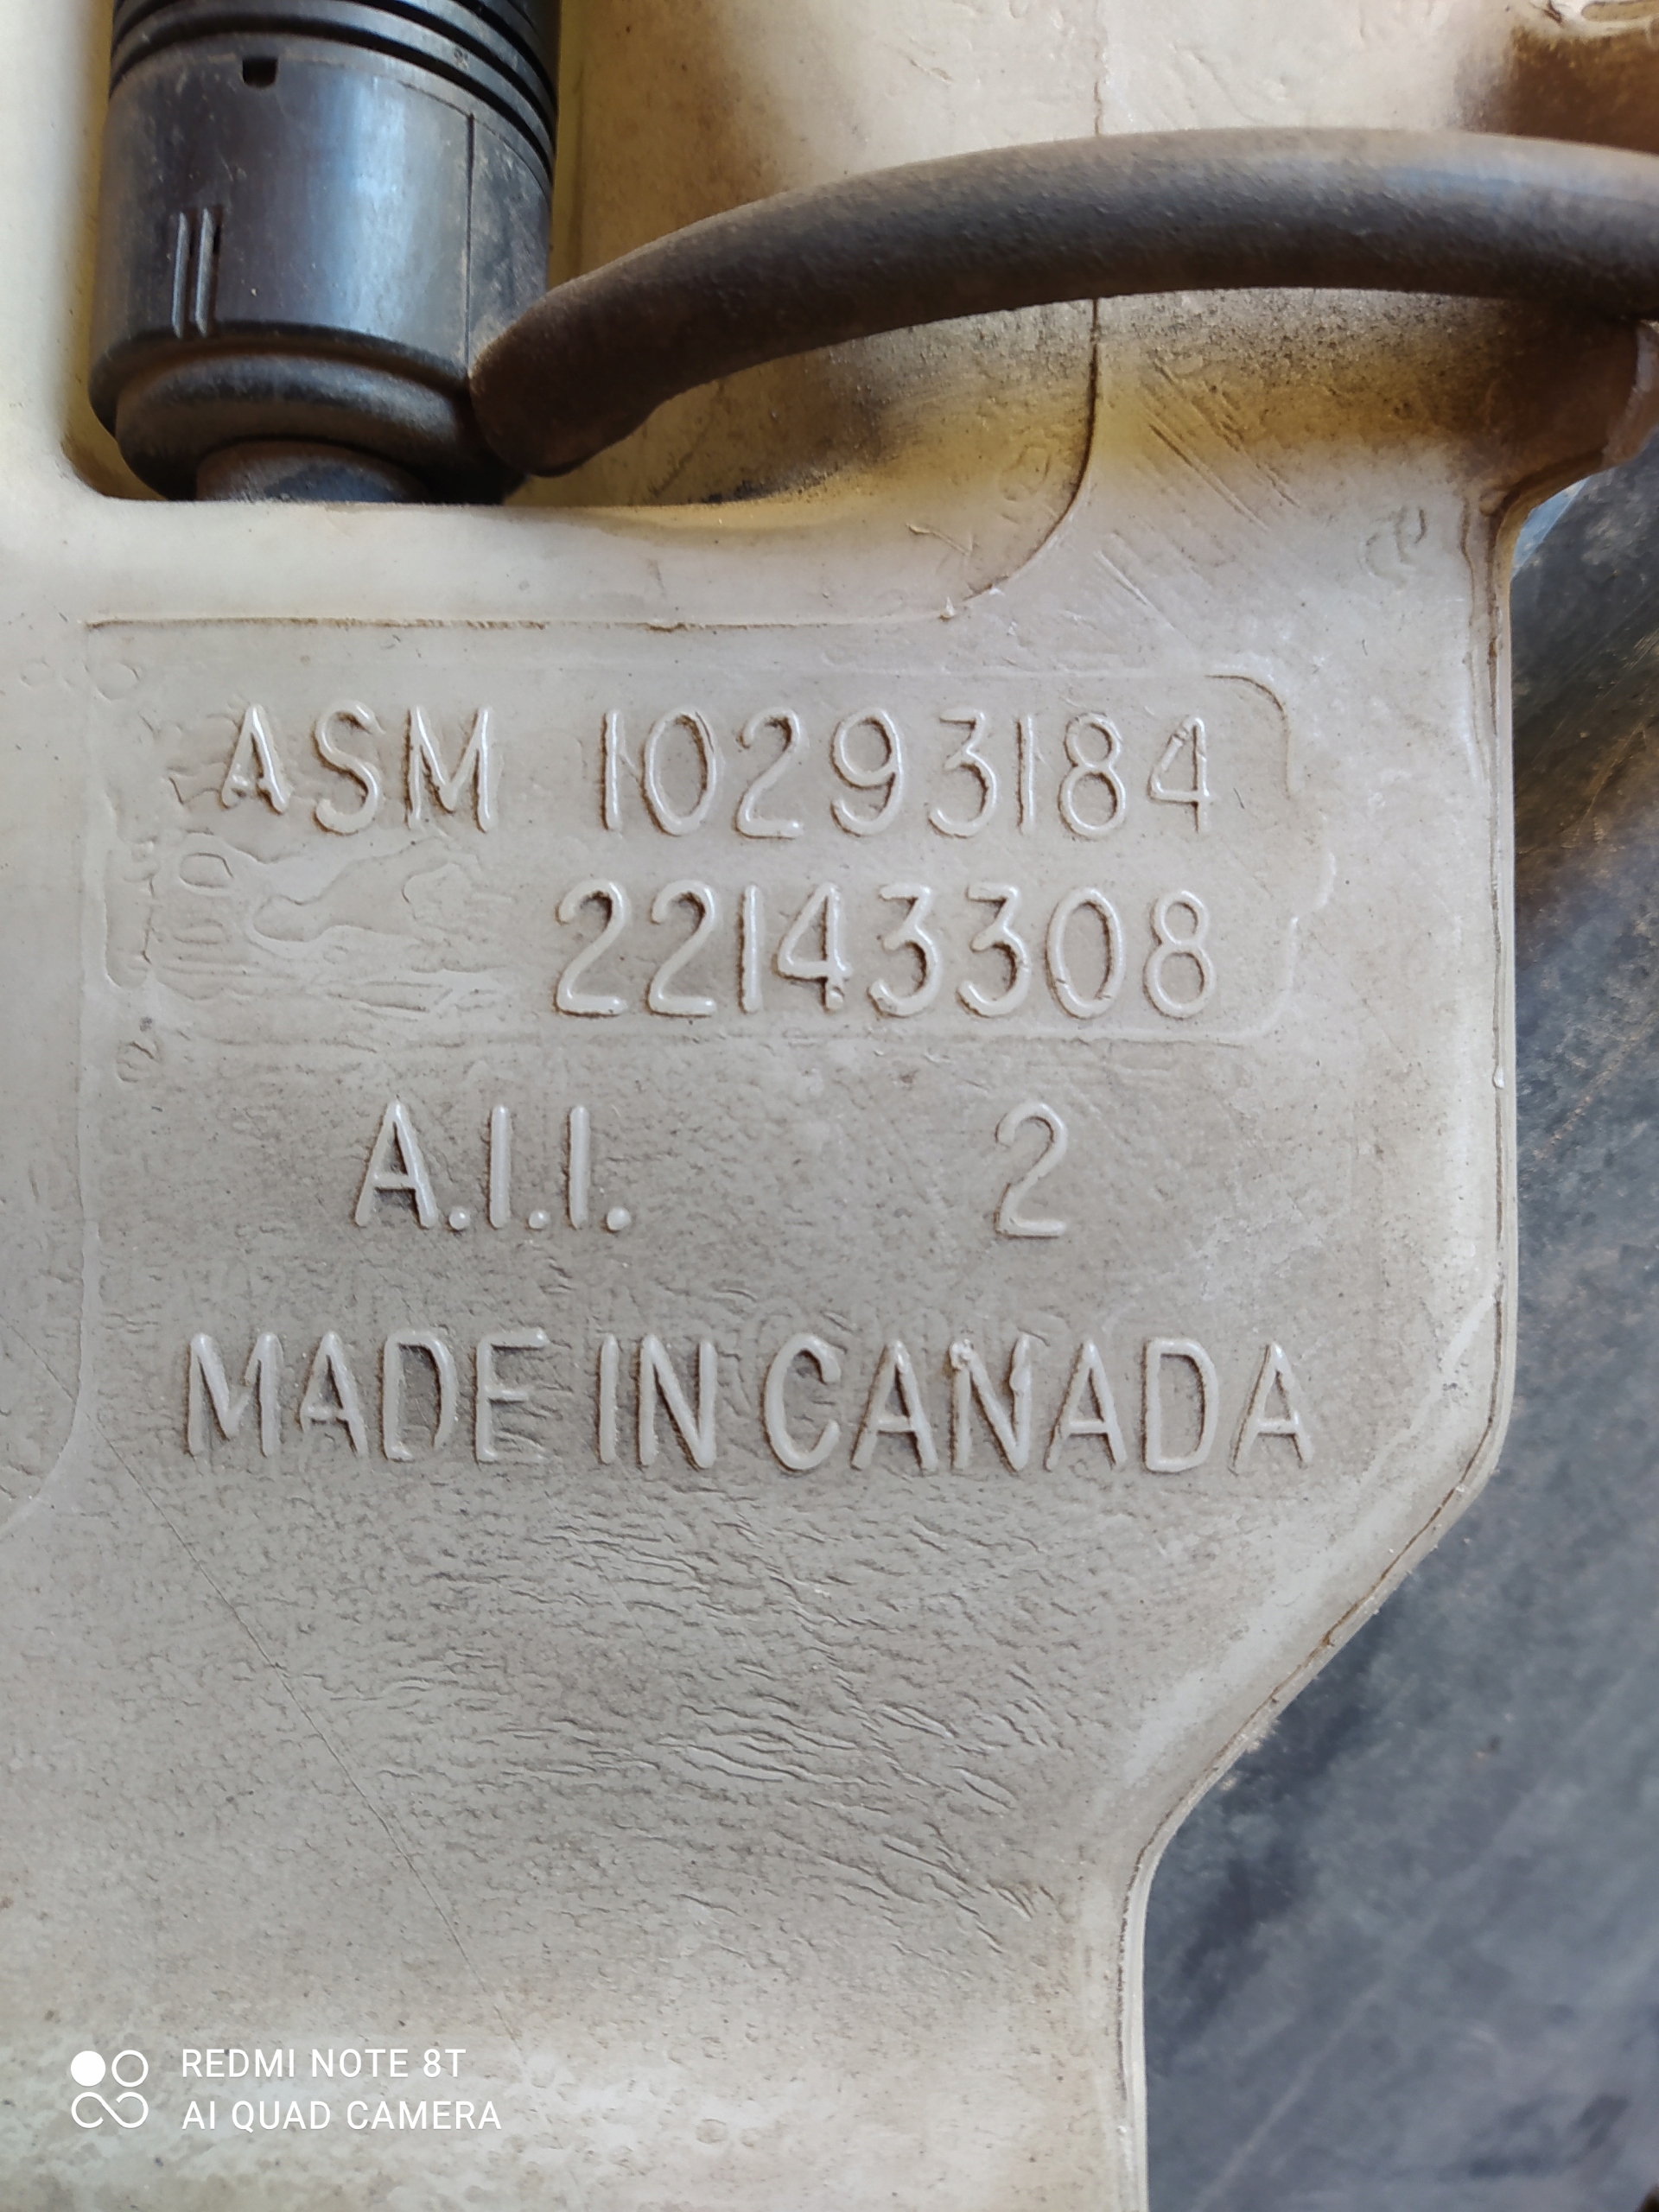 ASM 10293184
22143308
A.I.I. 2
MADE IN CANADA
REDMI NOTE 8T
AI QUAD CAMERA